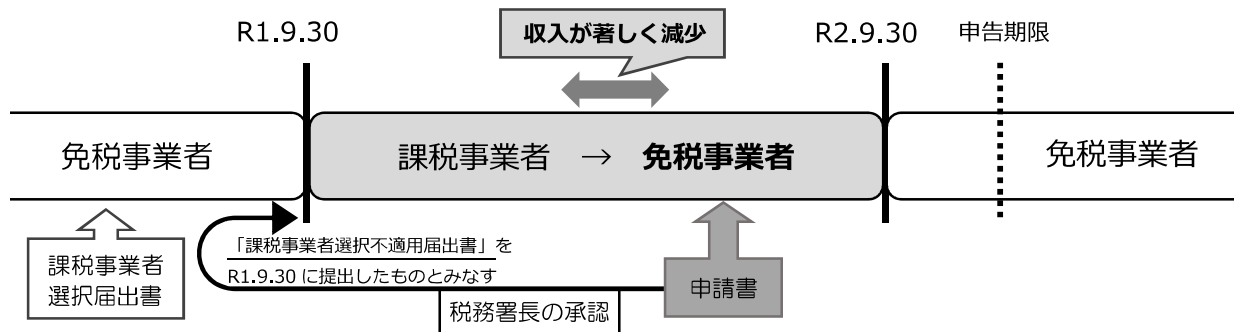 R1.9.30
収入が著しく減少
R2.9.30
申告期限
免税事業者
課税事業者 → 免税事業者
免税事業者
課税事業者
選択届出書
「課税事業者選択不適用届出書」を
R1.9.30 に提出したものとみなす
申請書
税務署長の承認